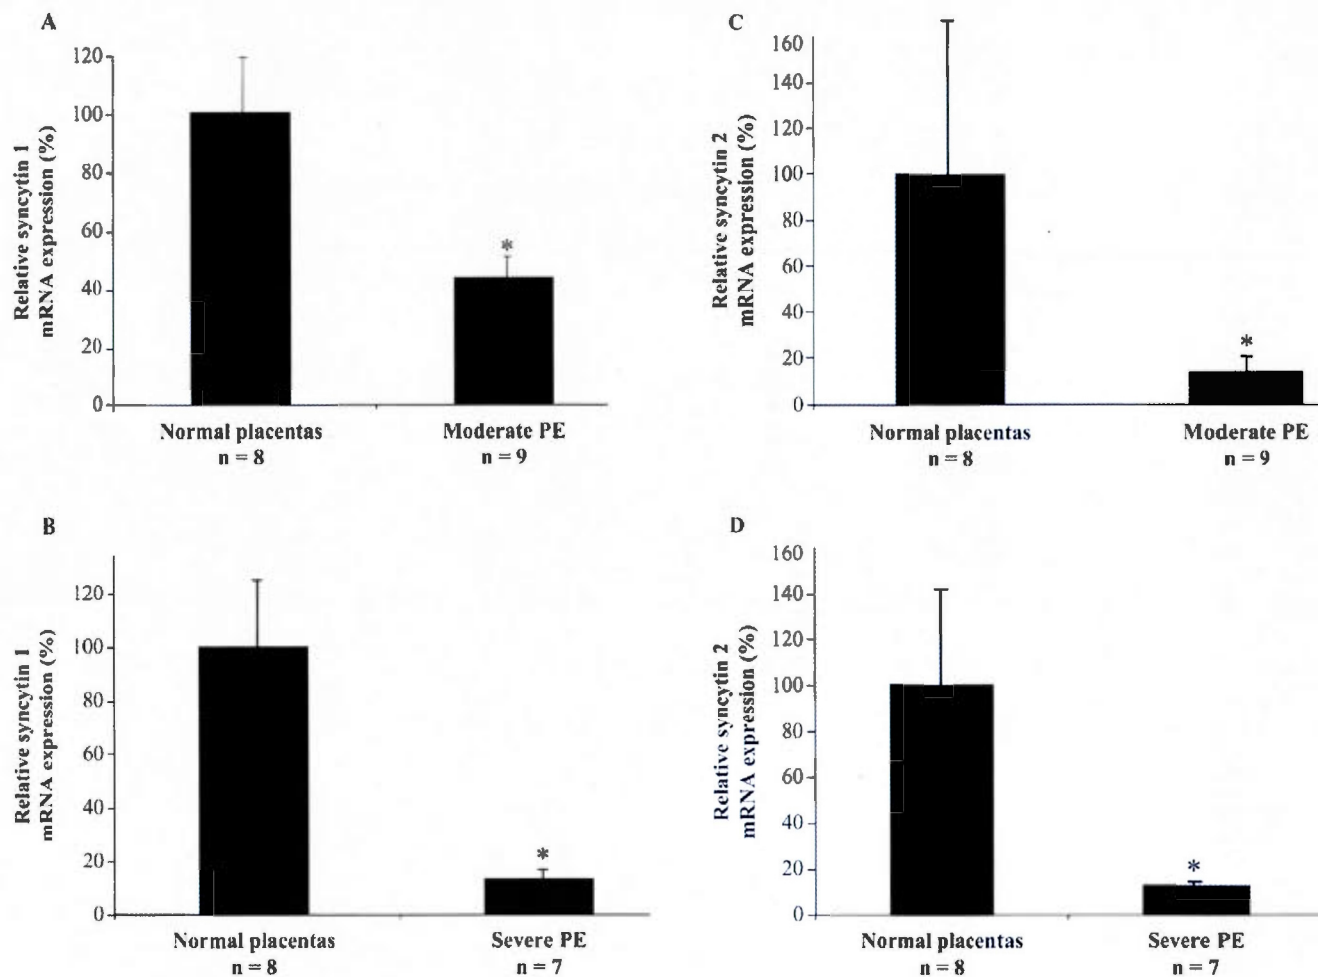 A
Relative syncytin 1
mRNA expression (%)
120
100
80
60
40
20
0
*
Normal placentas
n = 8
Moderate PE
n = 9
C
Relative syncytin 2
mRNA expression (%)
160
140
120
100
80
60
40
20
0
*
Normal placentas
n = 8
Moderate PE
n = 9
B
Relative syncytin 1
mRNA expression (%)
120
100
80
60
40
20
0
*
Normal placentas
n = 8
Severe PE
n = 7
D
Relative syncytin 2
mRNA expression (%)
160
140
120
100
80
60
40
20
0
*
Normal placentas
n = 8
Severe PE
n = 7